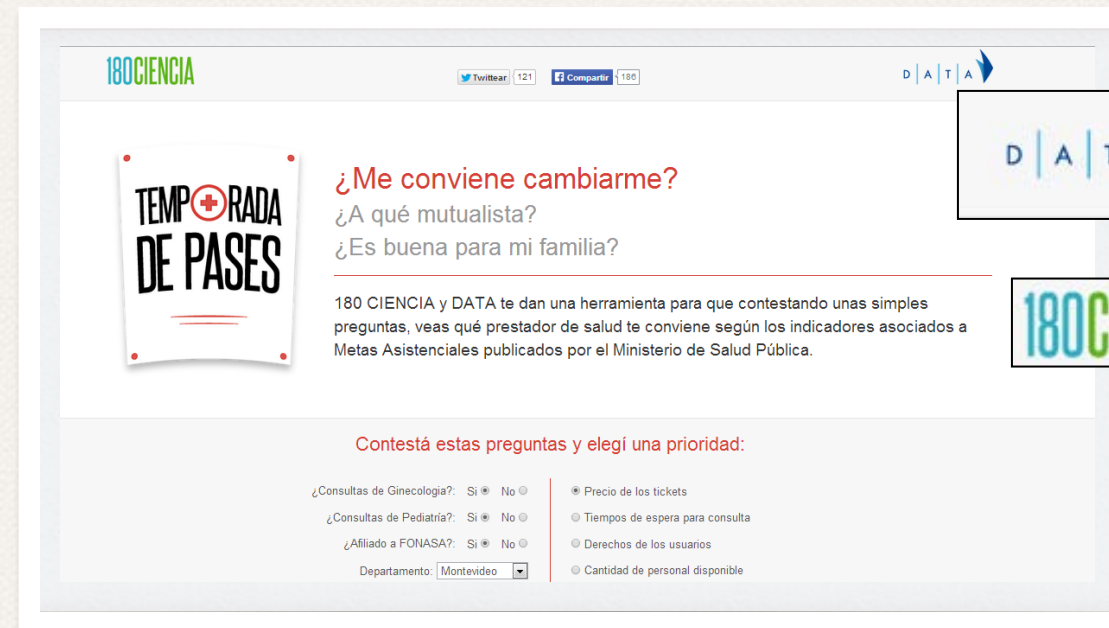 180CIENCIA
Twittear 121
Compartir 186
D A T A
D A
180C
TEMPORADA
DE PASES
¿Me conviene cambiarme?
¿A qué mutualista?
¿Es buena para mi familia?
180 CIENCIA y DATA te dan una herramienta para que contestando unas simples
preguntas, veas qué prestador de salud te conviene según los indicadores asociados a
Metas Asistenciales publicados por el Ministerio de Salud Pública.
Contestá estas preguntas y elegí una prioridad:
¿Consultas de Ginecologia?: Si No
¿Consultas de Pediatría?: Si No
¿Afiliado a FONASA?: Si No
Departamento: Montevideo
Precio de los tickets
Tiempos de espera para consulta
Derechos de los usuarios
Cantidad de personal disponible